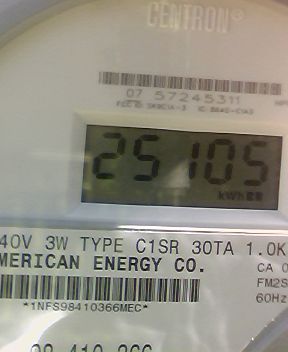 CENTRON®
07 57245311
25105
kWh
40V 3W TYPE C1SR 30TA 1.0K
MERICAN ENERGY CO.
CA 0
FM2S
60Hz
*1NFS98410366MEC*